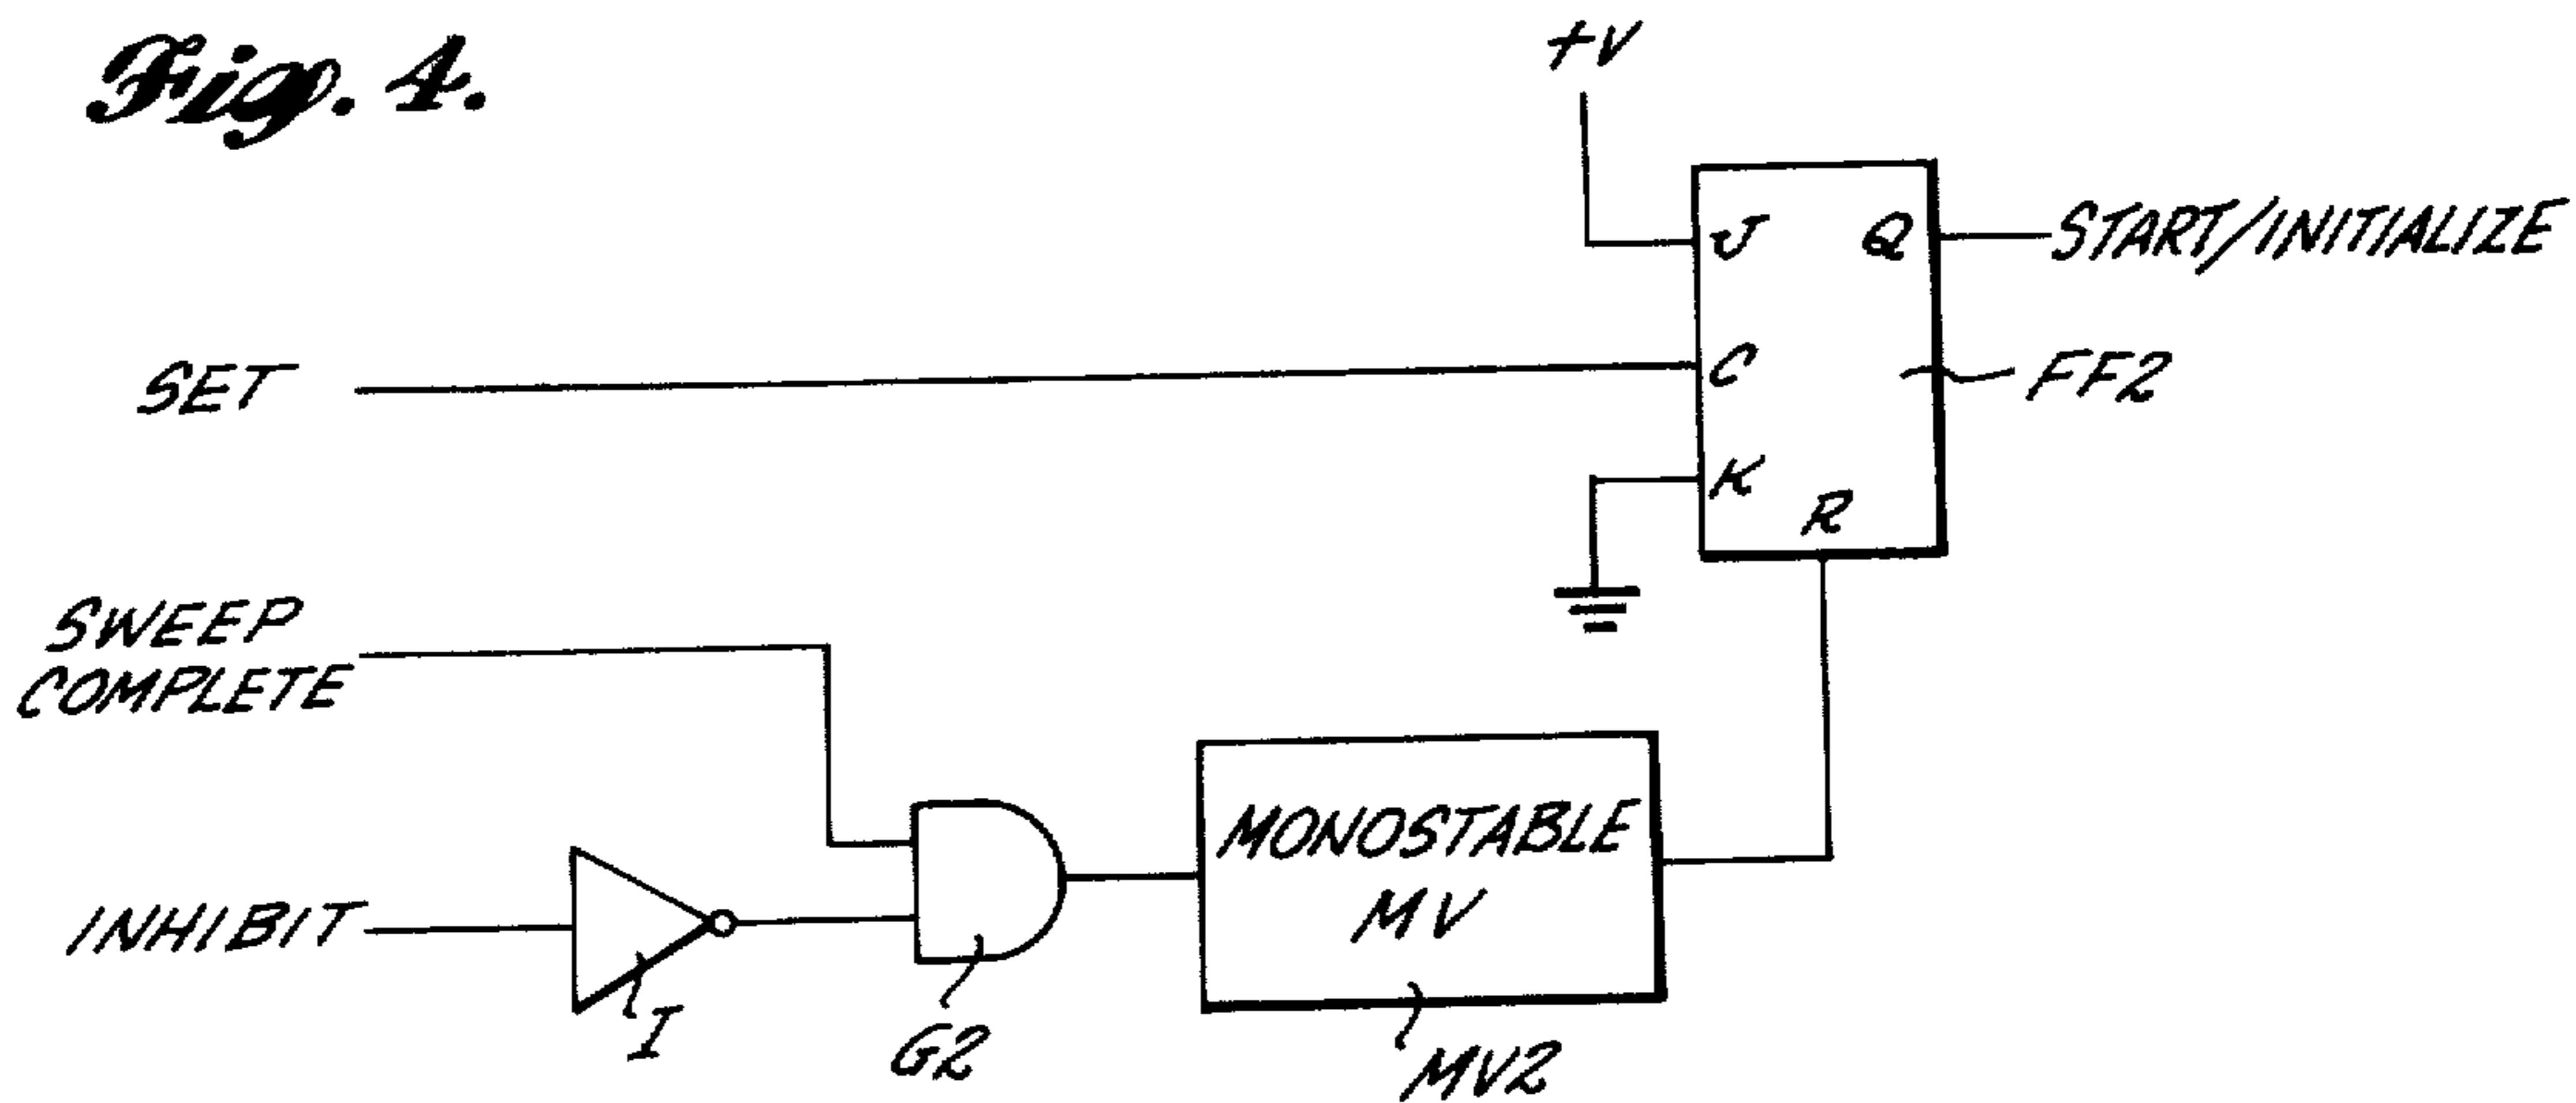 Fig. 4.
+V
J
Q
START/INITIALIZE
SET
C
FF2
K
R
SWEEP
COMPLETE
MONOSTABLE
MV
INHIBIT
I
G2
MV2